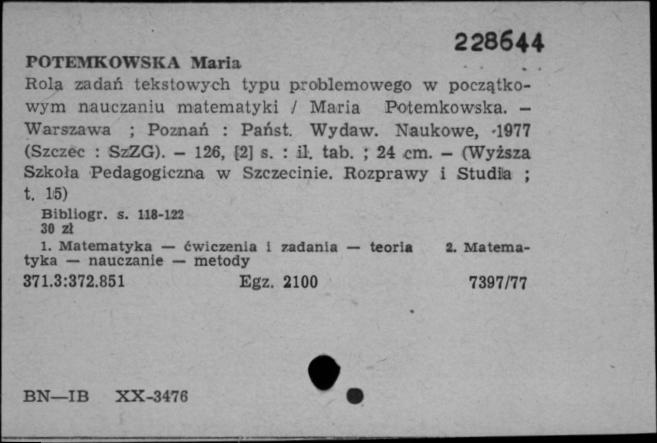 228644
POTEMKOWSKA Maria
Rola zadań tekstowych typu problemowego w początko-
wym nauczaniu matematyki / Maria Potemkowska. —
Warszawa ; Poznań : Państ. Wydaw. Naukowe, 1977
(Szczec : SzZG). — 126, [2] s. : il. tab. ; 24 cm. — (Wyższa
Szkoła Pedagogiczna w Szczecinie. Rozprawy i Studia ;
t. 15)
Bibliogr. s. 118-122
30 zł
1. Matematyka — ćwiczenia i zadania — teoria 2. Matema-
tyka — nauczanie — metody
371.3:372.851 Egz. 2100 7397/77
BN—IB XX-3476